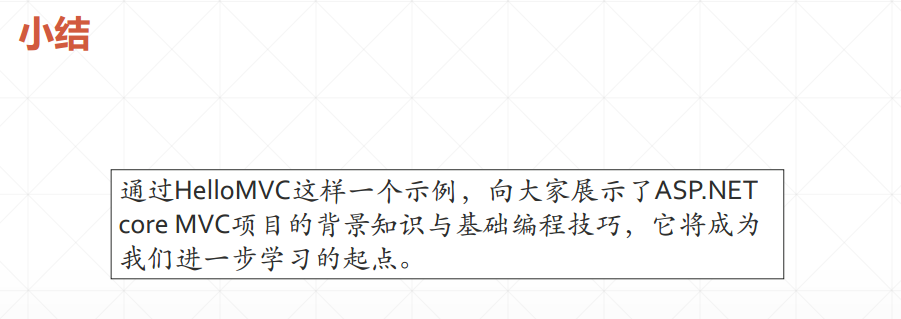 小结
通过HelloMVC这样一个示例，向大家展示了ASP.NET
core MVC项目的背景知识与基础编程技巧，它将成为
我们进一步学习的起点。